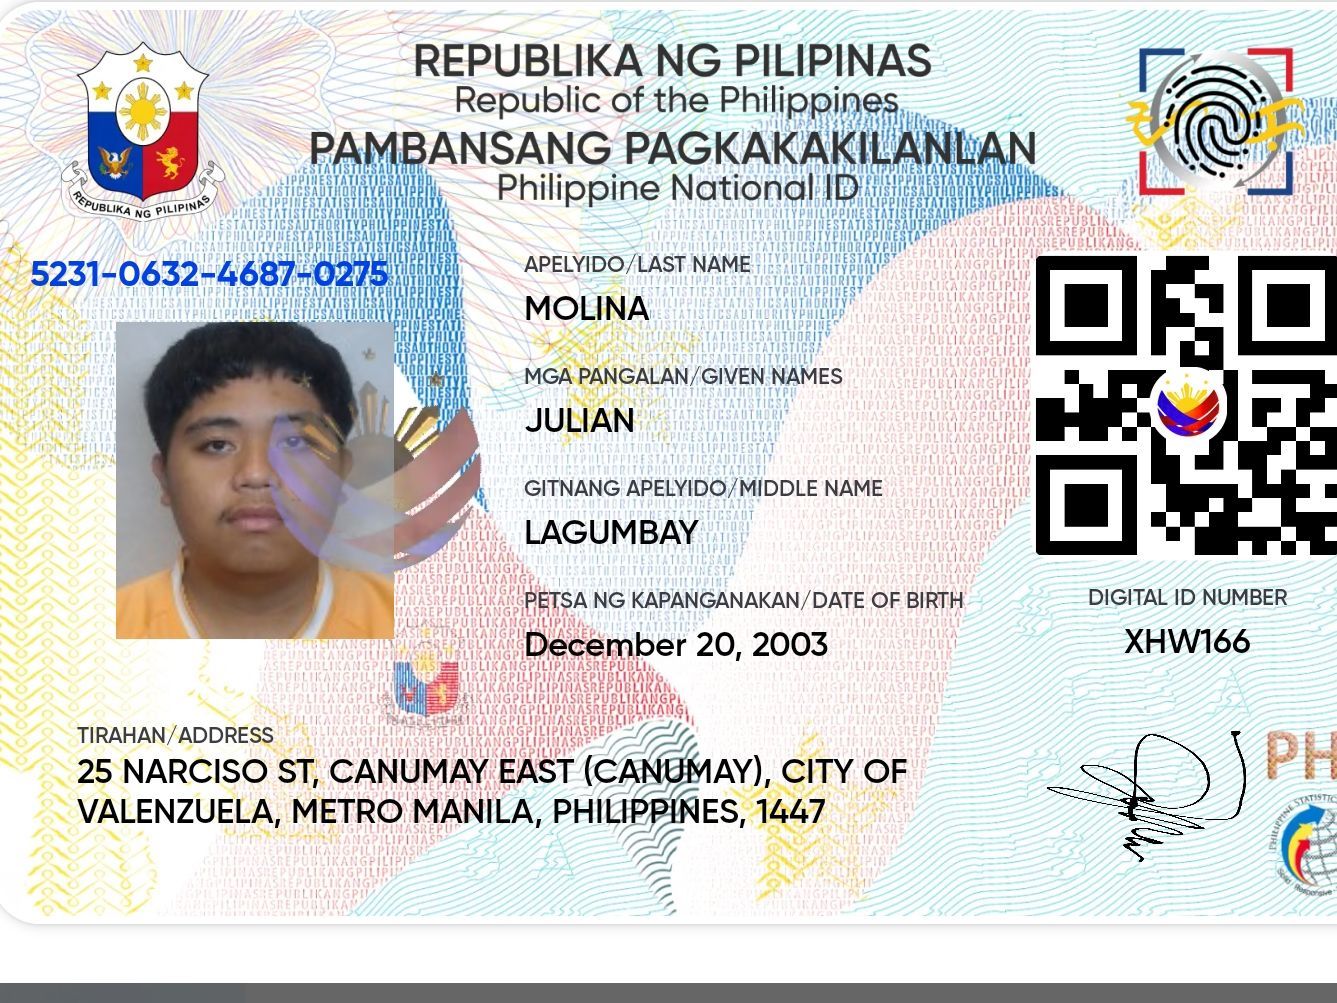 REPUBLIKA NG PILIPINAS
Republic of the Philippines
PAMBANSANG PAGKAKAKILANLAN
Philippine National ID
REPUBLIKA NG PILIPINAS
5231-0632-4687-0275
APELYIDO/LAST NAME
MOLINA
MGA PANGALAN/GIVEN NAMES
JULIAN
GITNANG APELYIDO/MIDDLE NAME
LAGUMBAY
PETSA NG KAPANGANAKAN/DATE OF BIRTH
December 20, 2003
DIGITAL ID NUMBER
XHW166
TIRAHAN/ADDRESS
25 NARCISO ST, CANUMAY EAST (CANUMAY), CITY OF
VALENZUELA, METRO MANILA, PHILIPPINES, 1447
PH